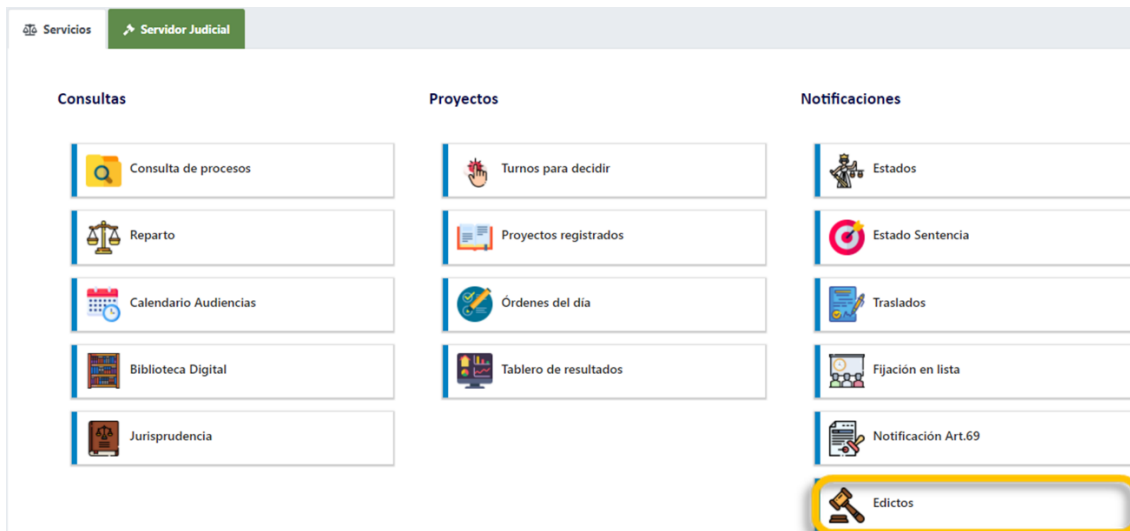 Servicios
Servidor Judicial
Consultas
Consulta de procesos
Reparto
Calendario Audiencias
Biblioteca Digital
Jurisprudencia
Proyectos
Turnos para decidir
Proyectos registrados
Órdenes del día
Tablero de resultados
Notificaciones
Estados
Estado Sentencia
Traslados
Fijación en lista
Notificación Art.69
Edictos